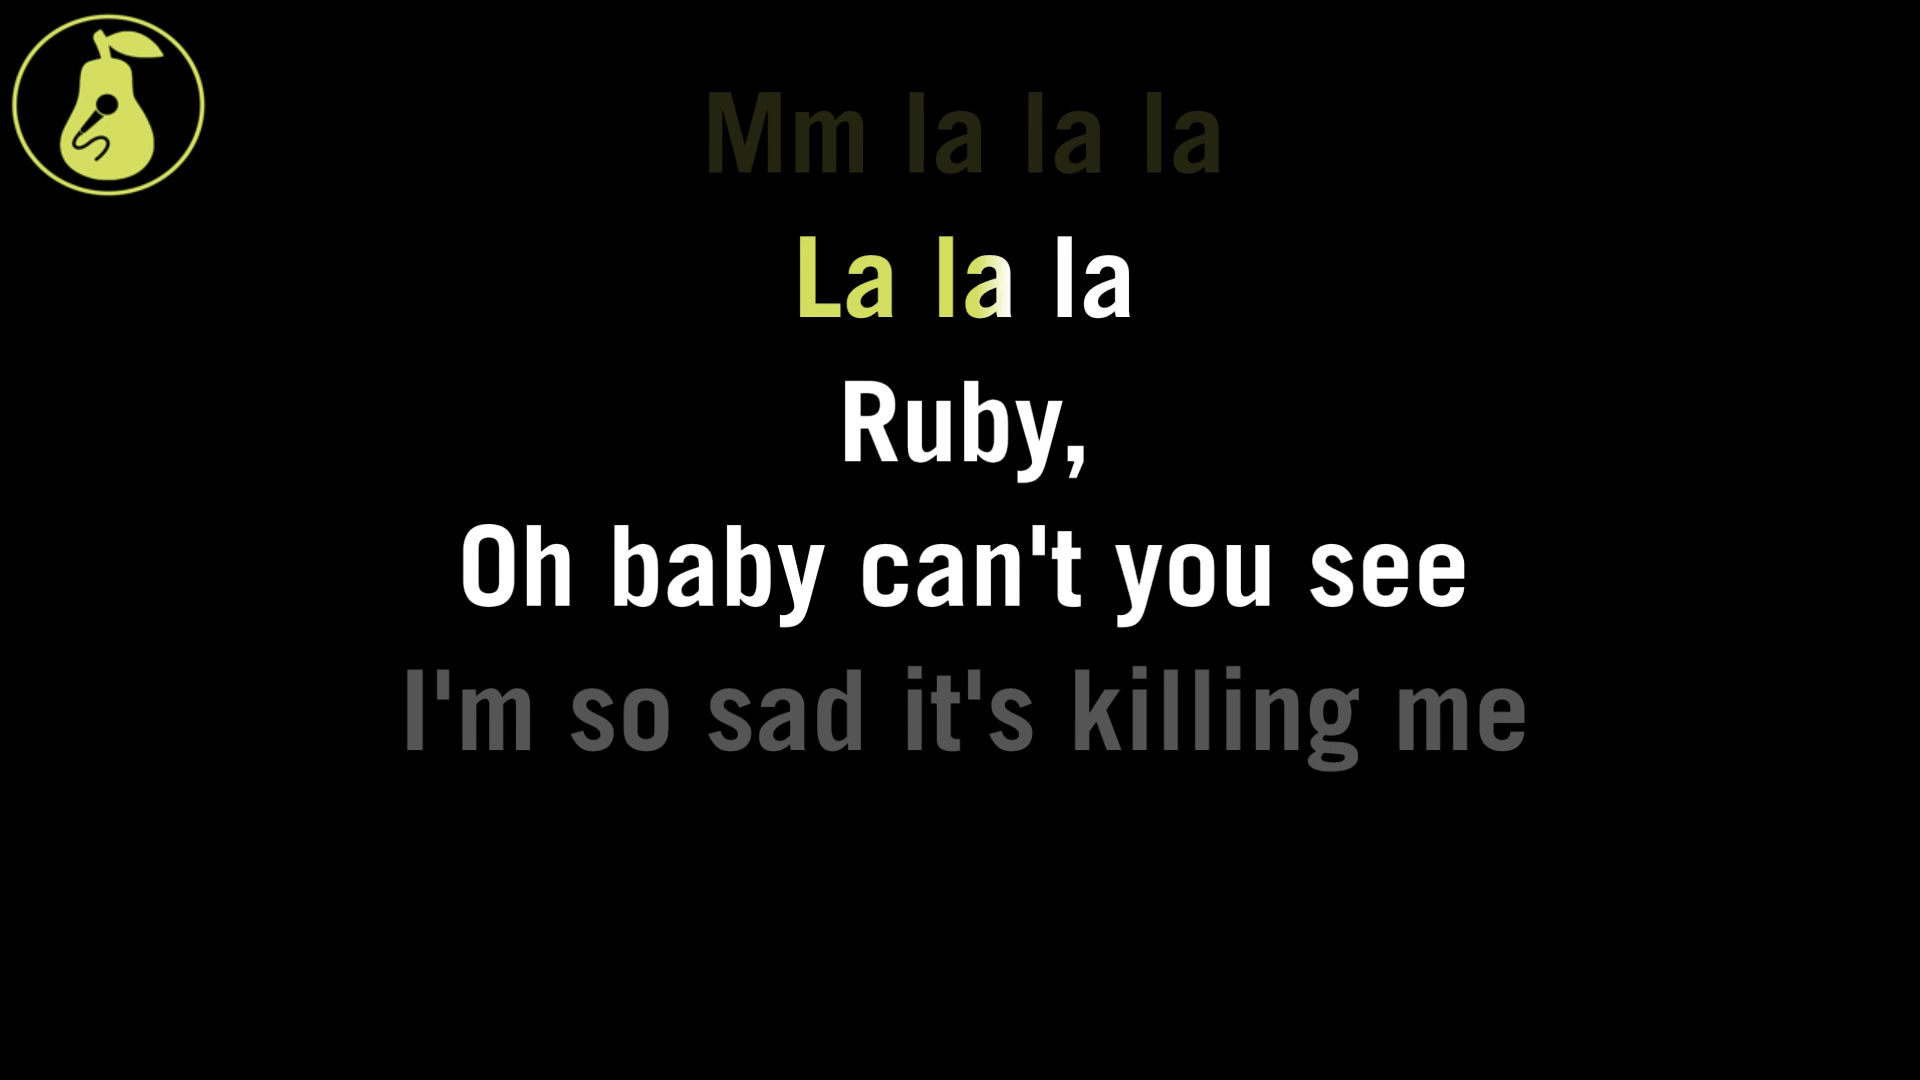 Mm la la la
La la la
Ruby,
Oh baby can't you see
I'm so sad it's killing me